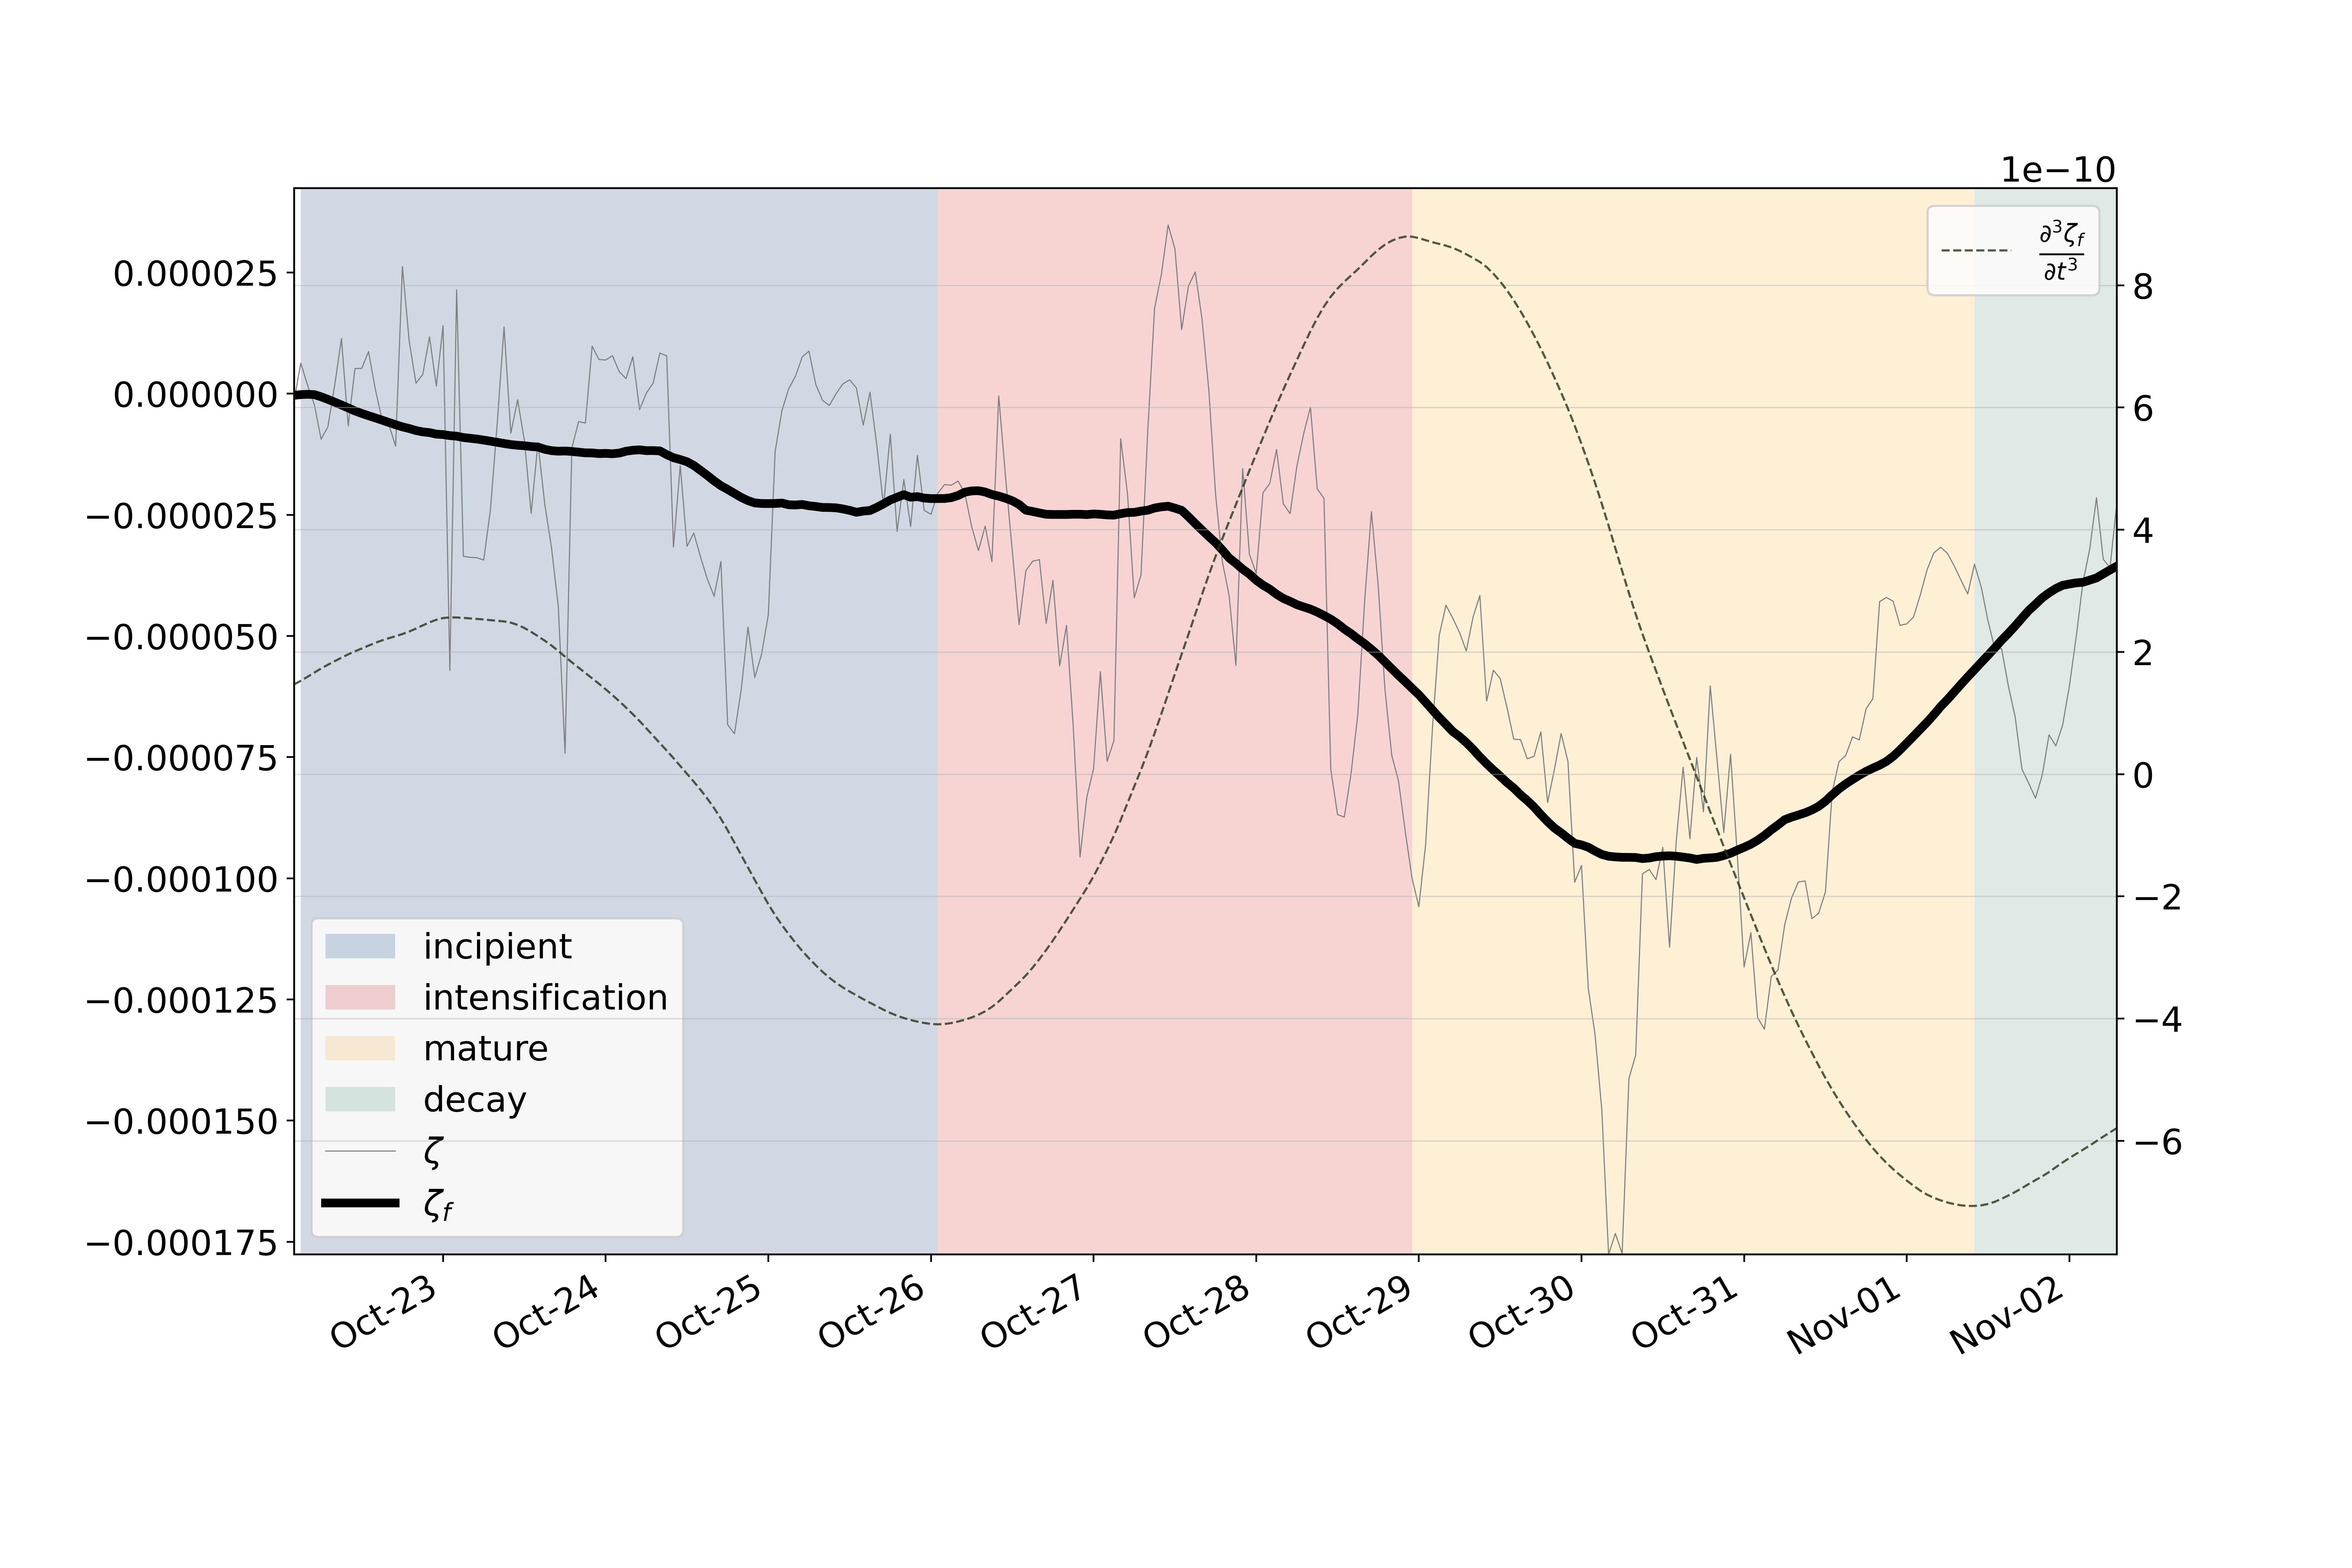 1e−10
∂³ζf
∂t³
0.000025
0.000000
−0.000025
−0.000050
−0.000075
−0.000100
−0.000125
−0.000150
−0.000175
8
6
4
2
0
−2
−4
−6
incipient
intensification
mature
decay
ζ
ζf
Oct-23
Oct-24
Oct-25
Oct-26
Oct-27
Oct-28
Oct-29
Oct-30
Oct-31
Nov-01
Nov-02